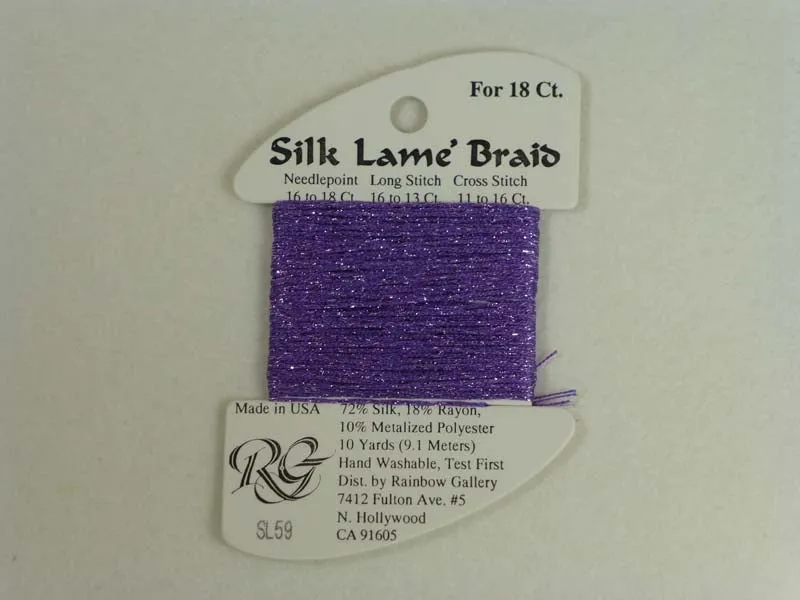 For 18 Ct.
Silk Lame' Braid
Needlepoint Long Stitch Cross Stitch
16 to 18 Ct. 16 to 13 Ct. 11 to 16 Ct.
Made in USA
72% Silk, 18% Rayon,
10% Metalized Polyester
10 Yards (9.1 Meters)
Hand Washable, Test First
Dist. by Rainbow Gallery
7412 Fulton Ave. #5
N. Hollywood
CA 91605
RG
SL59